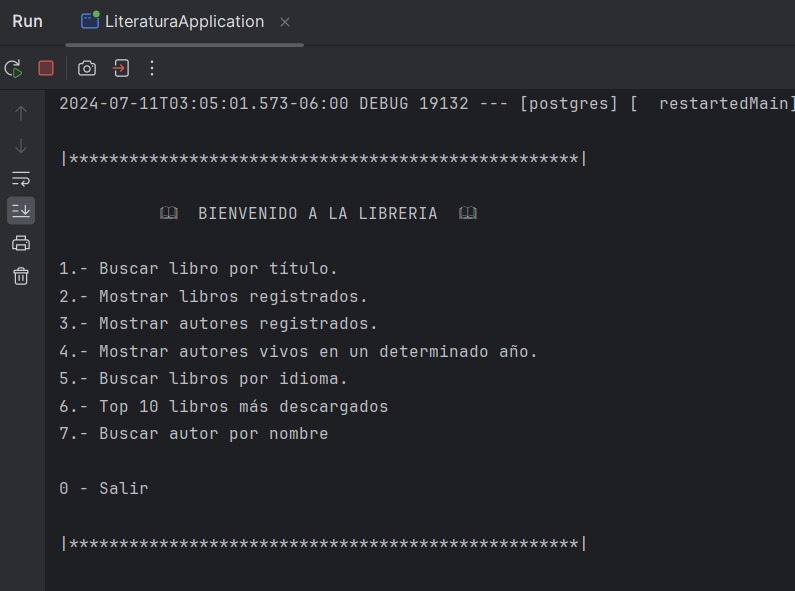 Run LiteraturaApplication
2024-07-11T03:05:01.573-06:00 DEBUG 19132 --- [postgres] [  restartedMain]
|***************************************************|
📖 BIENVENIDO A LA LIBRERIA 📖
1.- Buscar libro por título.
2.- Mostrar libros registrados.
3.- Mostrar autores registrados.
4.- Mostrar autores vivos en un determinado año.
5.- Buscar libros por idioma.
6.- Top 10 libros más descargados
7.- Buscar autor por nombre
0 - Salir
|***************************************************|